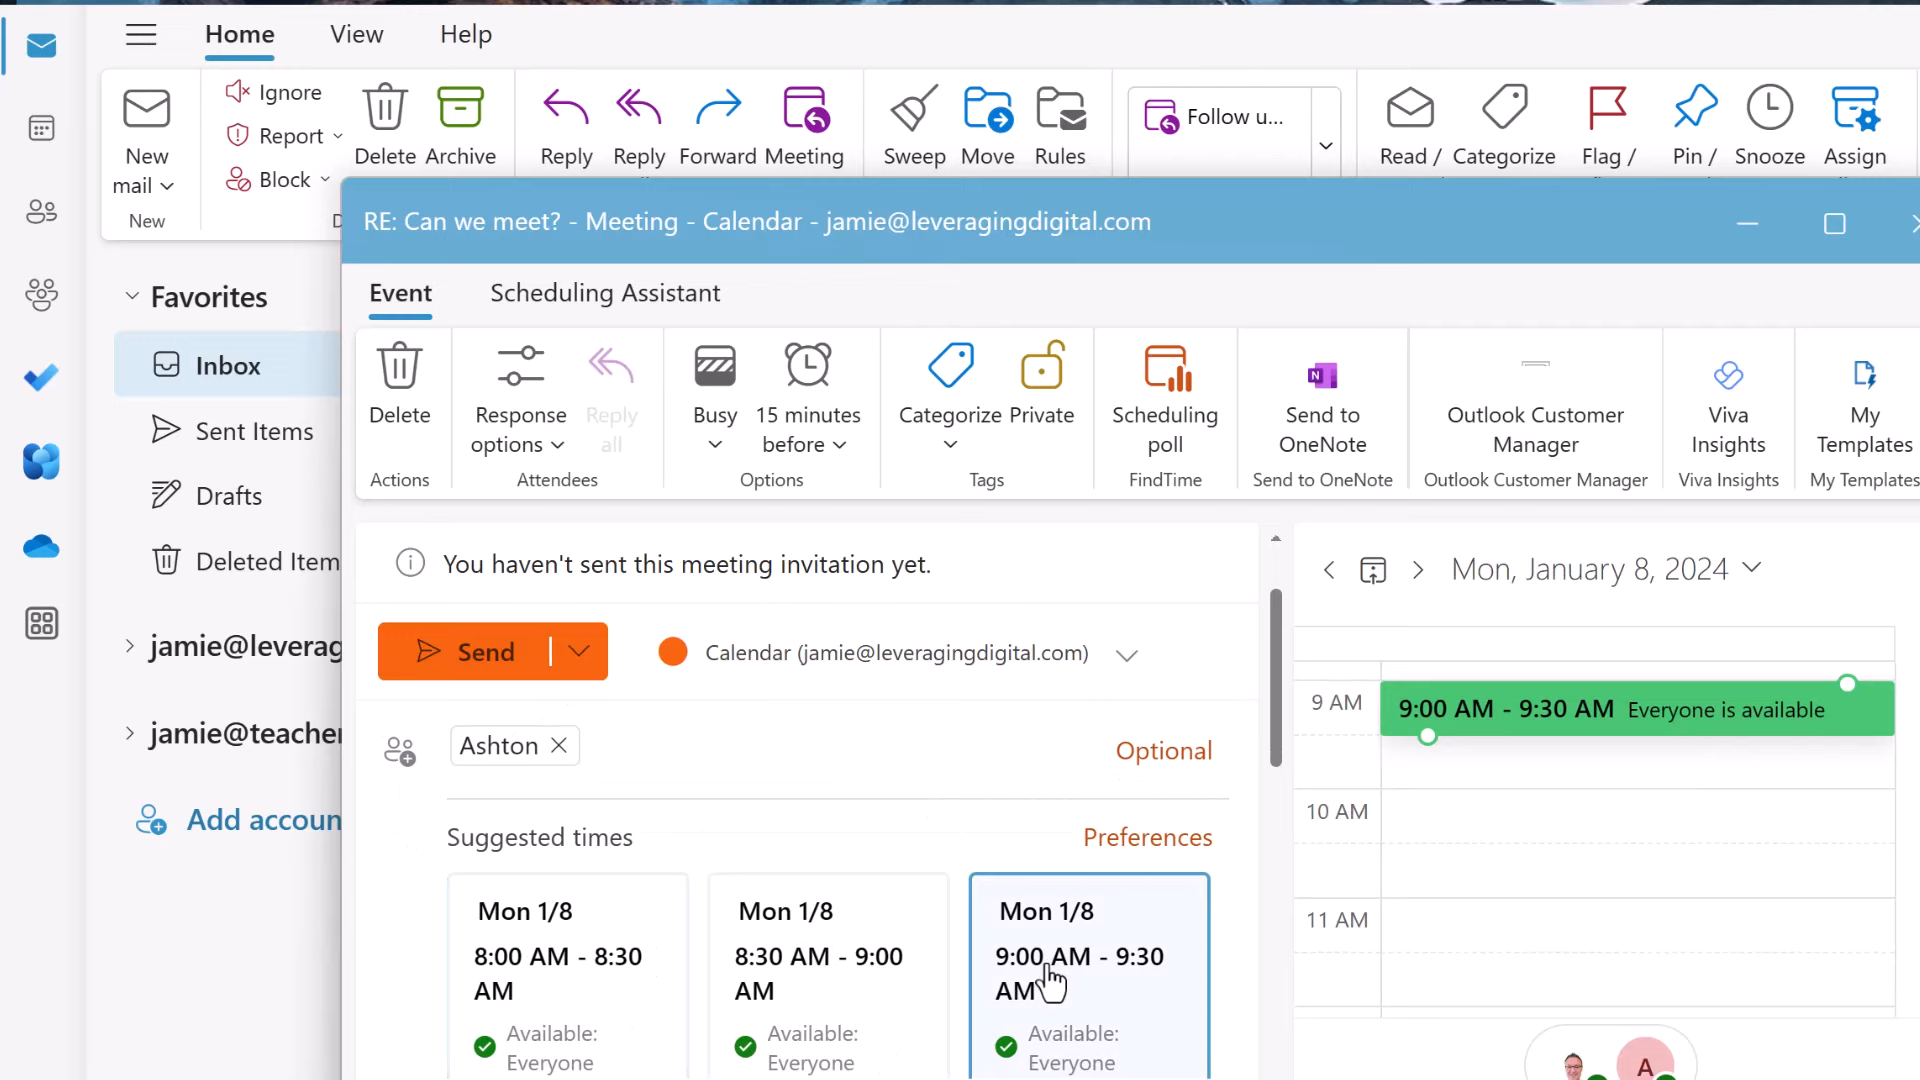 Home View Help
Ignore
Report
Block
New
mail
New
Delete Archive
Reply Reply Forward Meeting
Sweep Move Rules
Follow u...
Read / Categorize Flag / Pin / Snooze Assign
RE: Can we meet? - Meeting - Calendar - jamie@leveragingdigital.com
Event Scheduling Assistant
Delete
Actions
Response
options
Reply
all
Attendees
Busy
15 minutes
before
Options
Categorize Private
Tags
Scheduling
poll
FindTime
N
Send to
OneNote
Send to OneNote
Outlook Customer
Manager
Outlook Customer Manager
Viva
Insights
Viva Insights
My
Templates
My Templates
Favorites
Inbox
Sent Items
Drafts
Deleted Item
jamie@leverag
jamie@teacher
Add accoun
You haven't sent this meeting invitation yet.
Send
Calendar (jamie@leveragingdigital.com)
Ashton
Optional
Suggested times
Preferences
Mon 1/8
8:00 AM - 8:30
AM
Available:
Everyone
Mon 1/8
8:30 AM - 9:00
AM
Available:
Everyone
Mon 1/8
9:00 AM - 9:30
AM
Available:
Everyone
Mon, January 8, 2024
9 AM
9:00 AM - 9:30 AM Everyone is available
10 AM
11 AM
A